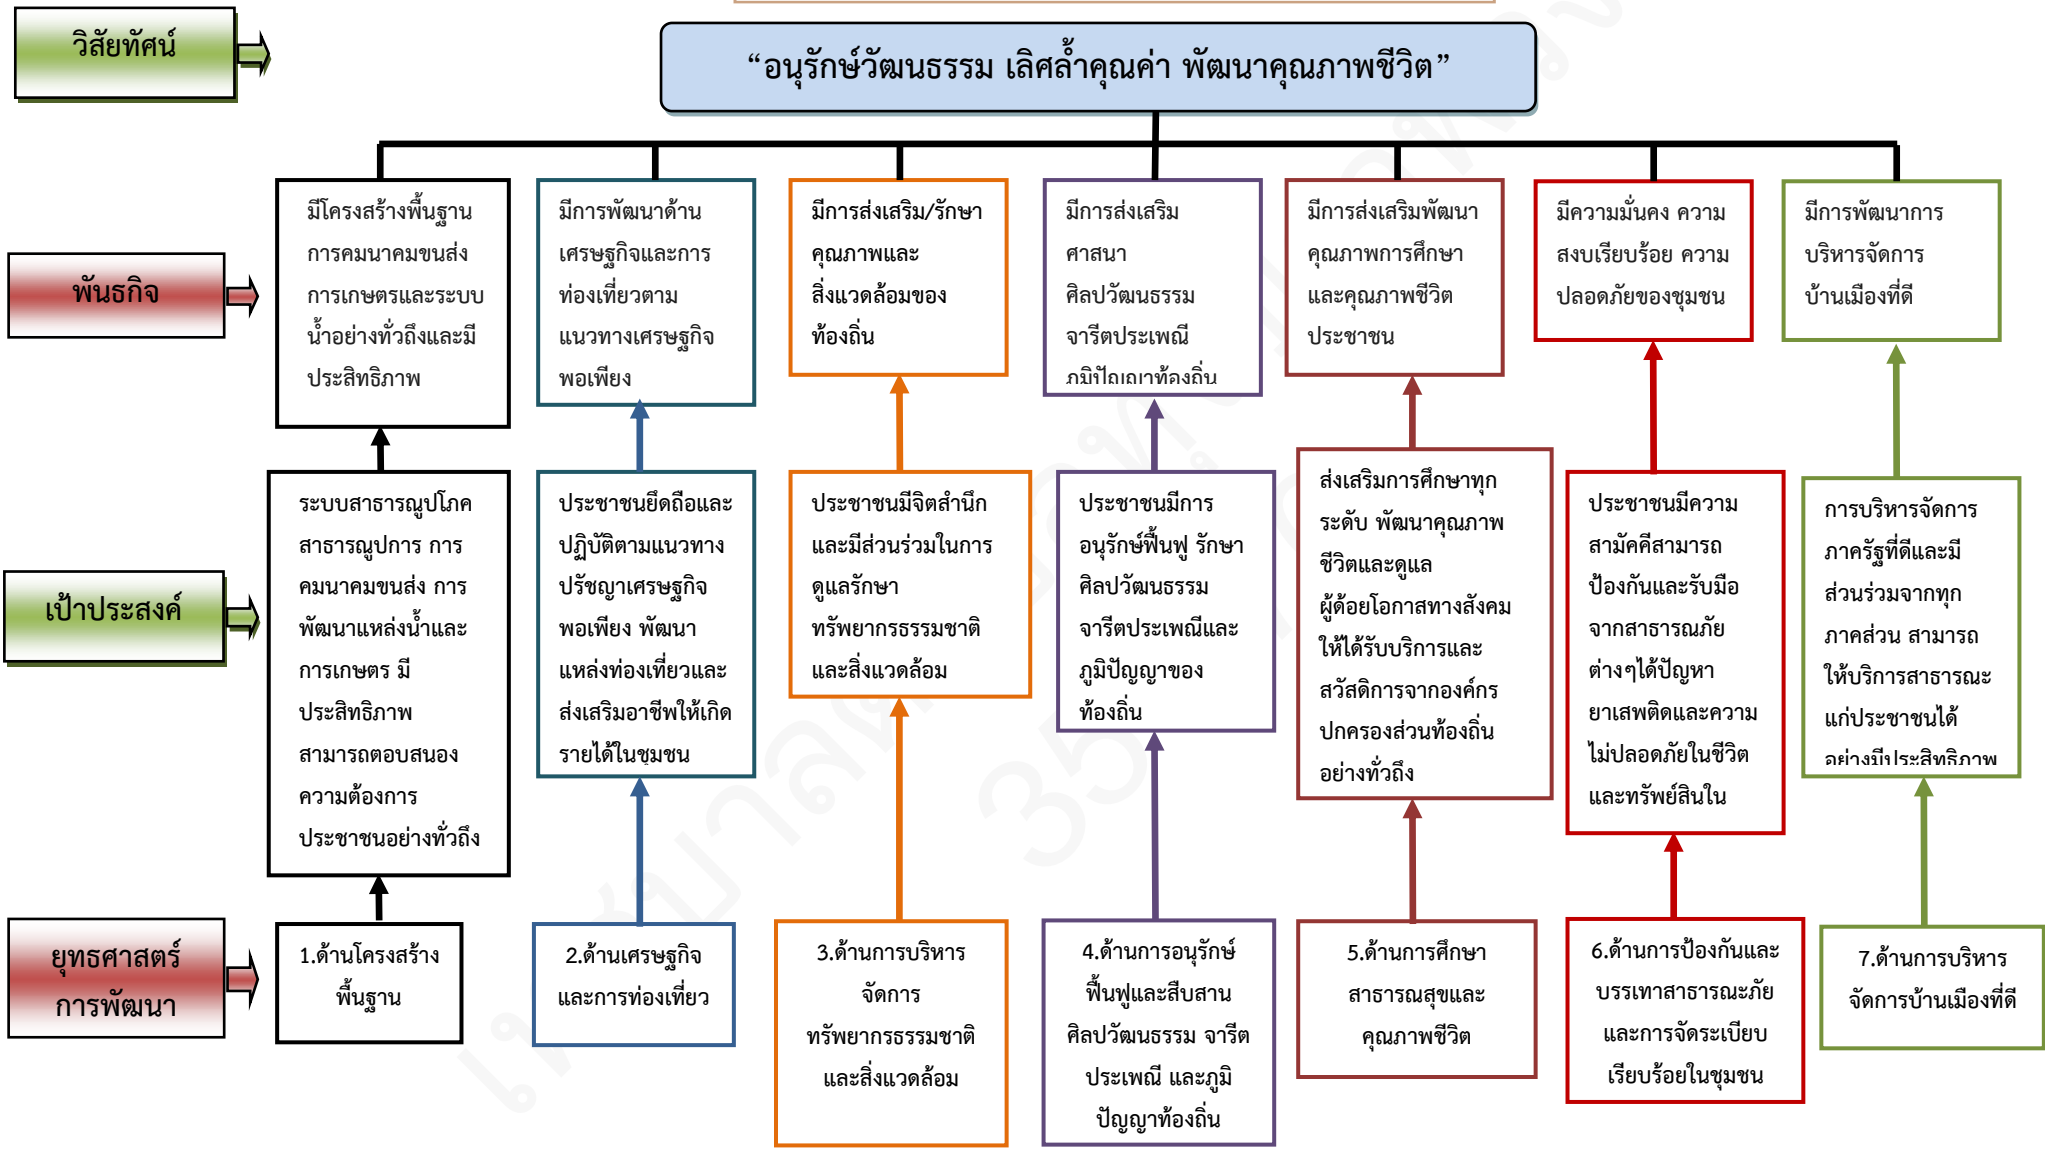 วิสัยทัศน์
“อนุรักษ์วัฒนธรรม เลิศล้ำคุณค่า พัฒนาคุณภาพชีวิต”
พันธกิจ
มีโครงสร้างพื้นฐาน
การคมนาคมขนส่ง
การเกษตรและระบบ
น้ำอย่างทั่วถึงและมี
ประสิทธิภาพ
มีการพัฒนาด้าน
เศรษฐกิจและการ
ท่องเที่ยวตาม
แนวทางเศรษฐกิจ
พอเพียง
มีการส่งเสริม/รักษา
คุณภาพและ
สิ่งแวดล้อมของ
ท้องถิ่น
มีการส่งเสริม
ศาสนา
ศิลปวัฒนธรรม
จารีตประเพณี
ภูมิปัญญาท้องถิ่น
มีการส่งเสริมพัฒนา
คุณภาพการศึกษา
และคุณภาพชีวิต
ประชาชน
มีความมั่นคง ความ
สงบเรียบร้อย ความ
ปลอดภัยของชุมชน
มีการพัฒนาการ
บริหารจัดการ
บ้านเมืองที่ดี
เป้าประสงค์
ระบบสาธารณูปโภค
สาธารณูปการ การ
คมนาคมขนส่ง การ
พัฒนาแหล่งน้ำและ
การเกษตร มี
ประสิทธิภาพ
สามารถตอบสนอง
ความต้องการ
ประชาชนอย่างทั่วถึง
ประชาชนยึดถือและ
ปฏิบัติตามแนวทาง
ปรัชญาเศรษฐกิจ
พอเพียง พัฒนา
แหล่งท่องเที่ยวและ
ส่งเสริมอาชีพให้เกิด
รายได้ในชุมชน
ประชาชนมีจิตสำนึก
และมีส่วนร่วมในการ
ดูแลรักษา
ทรัพยากรธรรมชาติ
และสิ่งแวดล้อม
ประชาชนมีการ
อนุรักษ์ฟื้นฟู รักษา
ศิลปวัฒนธรรม
จารีตประเพณีและ
ภูมิปัญญาของ
ท้องถิ่น
ส่งเสริมการศึกษาทุก
ระดับ พัฒนาคุณภาพ
ชีวิตและดูแล
ผู้ด้อยโอกาสทางสังคม
ให้ได้รับบริการและ
สวัสดิการจากองค์กร
ปกครองส่วนท้องถิ่น
อย่างทั่วถึง
ประชาชนมีความ
สามัคคีสามารถ
ป้องกันและรับมือ
จากสาธารณภัย
ต่างๆได้ปัญหา
ยาเสพติดและความ
ไม่ปลอดภัยในชีวิต
และทรัพย์สินใน
การบริหารจัดการ
ภาครัฐที่ดีและมี
ส่วนร่วมจากทุก
ภาคส่วน สามารถ
ให้บริการสาธารณะ
แก่ประชาชนได้
อย่างมีประสิทธิภาพ
ยุทธศาสตร์
การพัฒนา
1.ด้านโครงสร้าง
พื้นฐาน
2.ด้านเศรษฐกิจ
และการท่องเที่ยว
3.ด้านการบริหาร
จัดการ
ทรัพยากรธรรมชาติ
และสิ่งแวดล้อม
4.ด้านการอนุรักษ์
ฟื้นฟูและสืบสาน
ศิลปวัฒนธรรม จารีต
ประเพณี และภูมิ
ปัญญาท้องถิ่น
5.ด้านการศึกษา
สาธารณสุขและ
คุณภาพชีวิต
6.ด้านการป้องกันและ
บรรเทาสาธารณะภัย
และการจัดระเบียบ
เรียบร้อยในชุมชน
7.ด้านการบริหาร
จัดการบ้านเมืองที่ดี